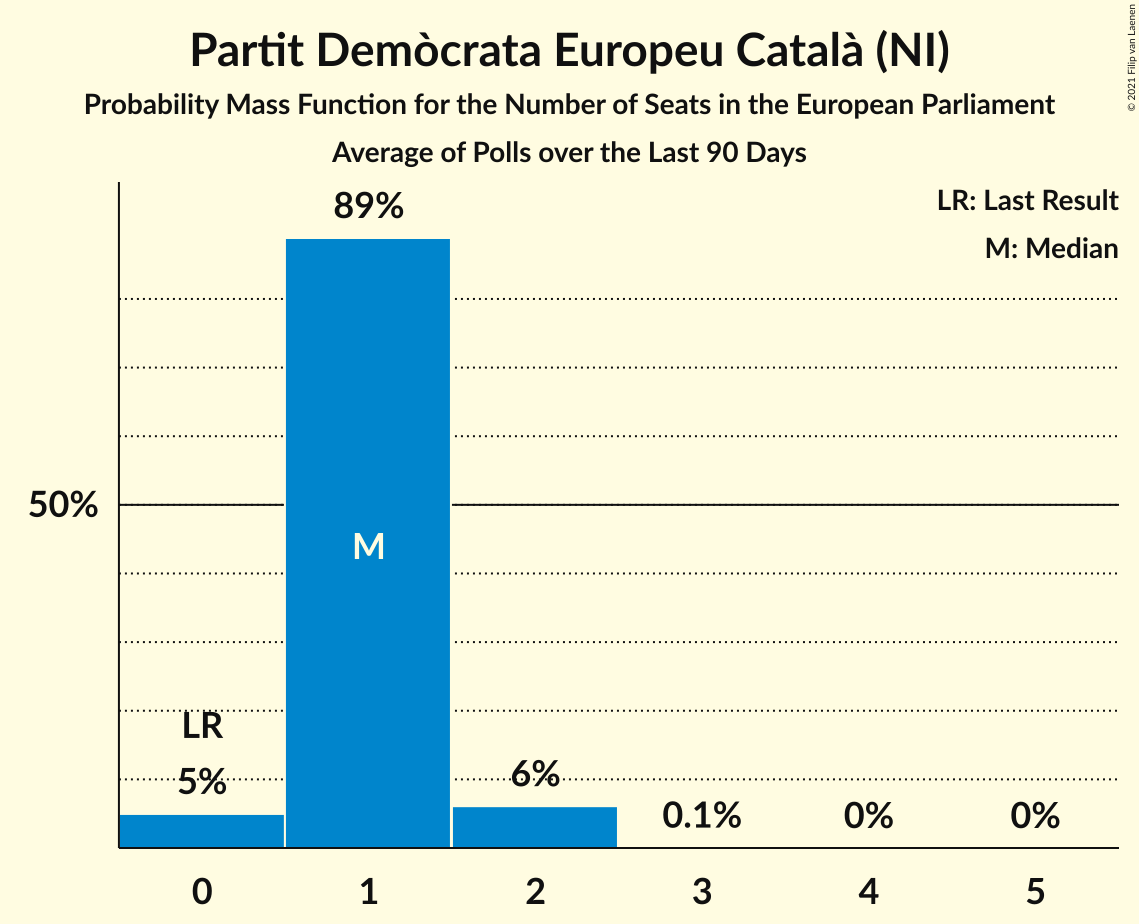 Partit Demòcrata Europeu Català (NI)
Probability Mass Function for the Number of Seats in the European Parliament
Average of Polls over the Last 90 Days
© 2021 Filip van Laenen
LR: Last Result
M: Median
89%
50%
M
LR
5%
6%
0.1%
0%
0%
0 1 2 3 4 5